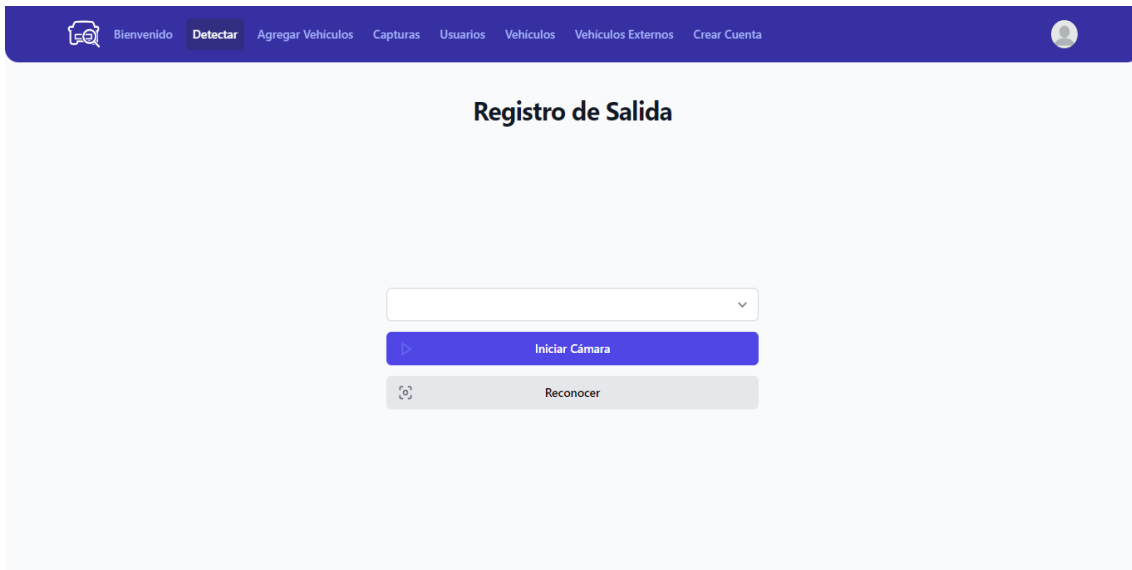 Bienvenido Detectar Agregar Vehículos Capturas Usuarios Vehículos Vehículos Externos Crear Cuenta
Registro de Salida
Iniciar Cámara
Reconocer